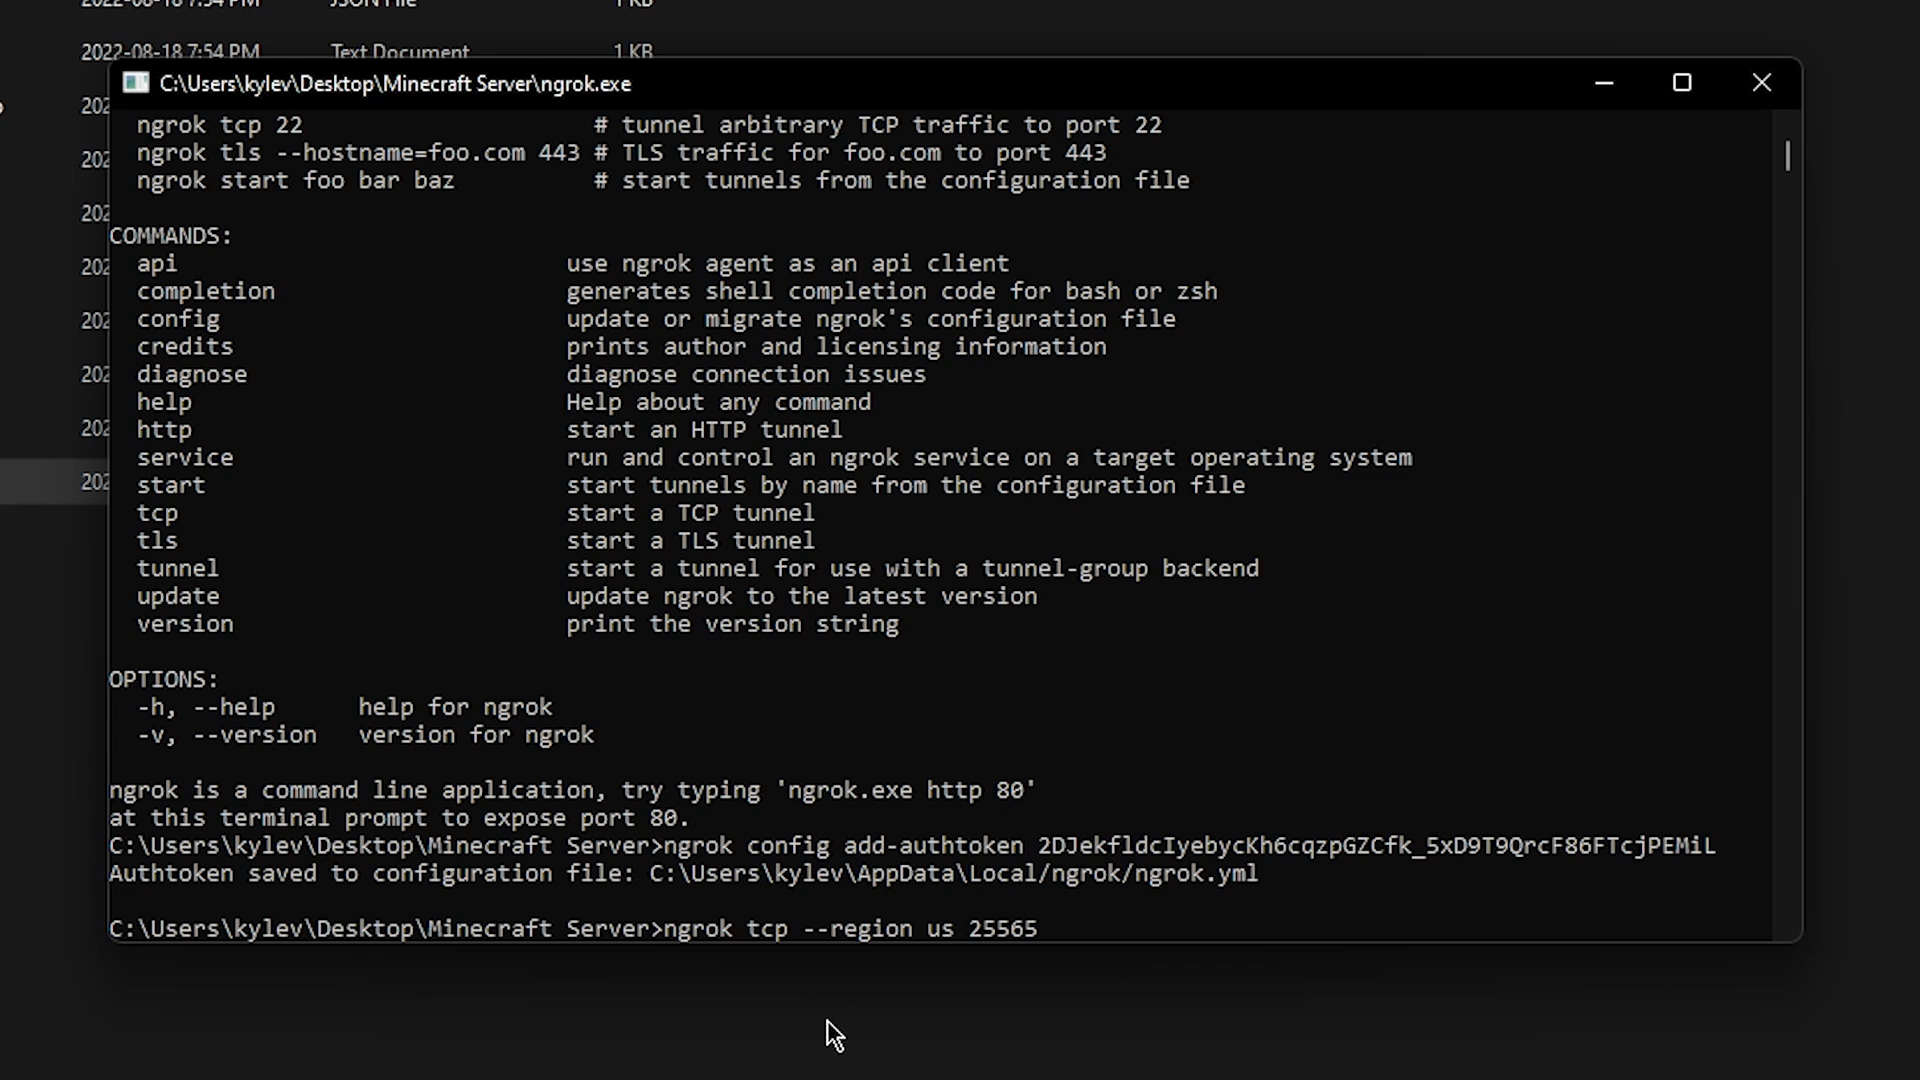 2022-08-18 7:54 PM JSON File 1 KB
2022-08-18 7:54 PM Text Document 1 KB
C:\Users\kylev\Desktop\Minecraft Server\ngrok.exe
202
ngrok tcp 22 # tunnel arbitrary TCP traffic to port 22
ngrok tls --hostname=foo.com 443 # TLS traffic for foo.com to port 443
202
ngrok start foo bar baz # start tunnels from the configuration file
202
COMMANDS:
202
api use ngrok agent as an api client
completion generates shell completion code for bash or zsh
202
config update or migrate ngrok's configuration file
credits prints author and licensing information
202
diagnose diagnose connection issues
help Help about any command
202
http start an HTTP tunnel
service run and control an ngrok service on a target operating system
202
start start tunnels by name from the configuration file
tcp start a TCP tunnel
tls start a TLS tunnel
tunnel start a tunnel for use with a tunnel-group backend
update update ngrok to the latest version
version print the version string
OPTIONS:
-h, --help help for ngrok
-v, --version version for ngrok
ngrok is a command line application, try typing 'ngrok.exe http 80'
at this terminal prompt to expose port 80.
C:\Users\kylev\Desktop\Minecraft Server>ngrok config add-authtoken 2DJekfldcIyebycKh6cqzpGZCfk_5xD9T9QrcF86FTcjPEMiL
Authtoken saved to configuration file: C:\Users\kylev\AppData\Local/ngrok/ngrok.yml
C:\Users\kylev\Desktop\Minecraft Server>ngrok tcp --region us 25565